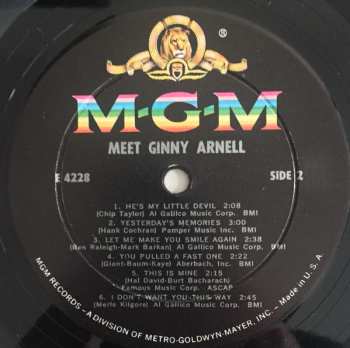 ®
M-G-M
MEET GINNY ARNELL
E 4228 SIDE 2
1. HE'S MY LITTLE DEVIL 2:08
(Chip Taylor) Al Gallico Music Corp. BMI
2. YESTERDAY'S MEMORIES 3:00
(Hank Cochran) Pamper Music Inc. BMI
3. LET ME MAKE YOU SMILE AGAIN 2:38
(Ben Raleigh-Mark Barkan) Al Gallico Music Corp. BMI
4. YOU PULLED A FAST ONE 2:22
(Giant-Baum-Kaye) Aberbach, Inc. BMI
5. THIS IS MINE 2:15
(Hal David-Burt Bacharach)
Famous Music Corp. ASCAP
6. I DON'T WANT YOU THIS WAY 2:45
(Merle Kilgore) Al Gallico Music Corp. BMI
MGM RECORDS - A DIVISION OF METRO-GOLDWYN-MAYER, INC. - Made in U.S.A.